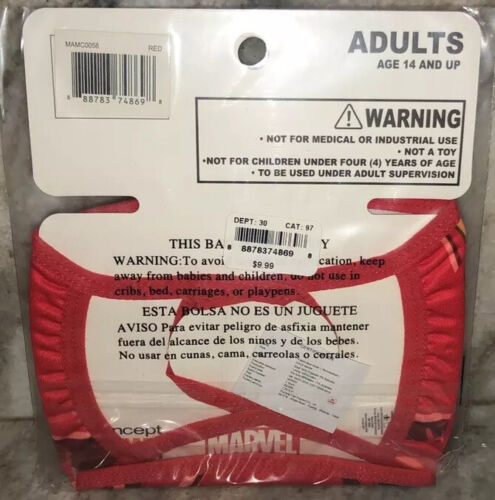 MAMC0058 RED
8 88783 74869 8
ADULTS
AGE 14 AND UP
WARNING
• NOT FOR MEDICAL OR INDUSTRIAL USE
• NOT A TOY
•NOT FOR CHILDREN UNDER FOUR (4) YEARS OF AGE
• TO BE USED UNDER ADULT SUPERVISION
DEPT: 30 CAT: 97
8 8878374869 8
$9.99
THIS BA Y
WARNING:To avoi cation, keep
away from babies and children, do not use in
cribs, bed, carriages, or playpens.
ESTA BOLSA NO ES UN JUGUETE
AVISO Para evitar peligro de asfixia mantener
fuera del alcance de los ninos y de los bebes.
No usar en cunas, cama, carreolas o corrales.
ncept
MARVEL